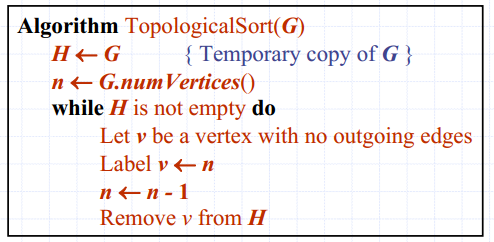 Algorithm TopologicalSort(G)
H ← G { Temporary copy of G }
n ← G.numVertices()
while H is not empty do
Let v be a vertex with no outgoing edges
Label v ← n
n ← n - 1
Remove v from H